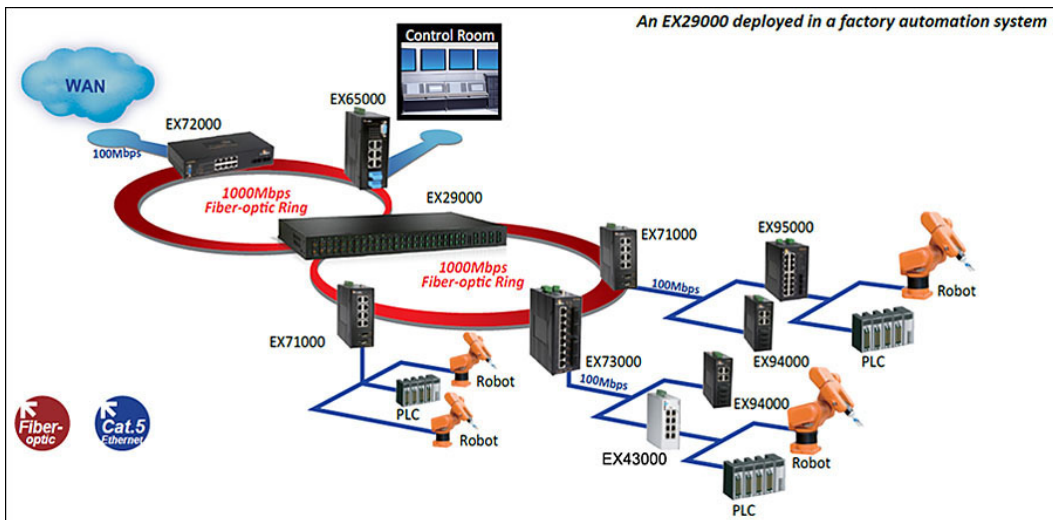 An EX29000 deployed in a factory automation system
Control Room
WAN
EX65000
EX72000
100Mbps
1000Mbps
Fiber-optic Ring
EX29000
1000Mbps
Fiber-optic Ring
EX71000
EX95000
100Mbps
Robot
EX94000
PLC
EX71000
EX73000
100Mbps
EX94000
Robot
PLC
Robot
EX43000
Robot
PLC
Fiber-
optic
Cat.5
Ethernet